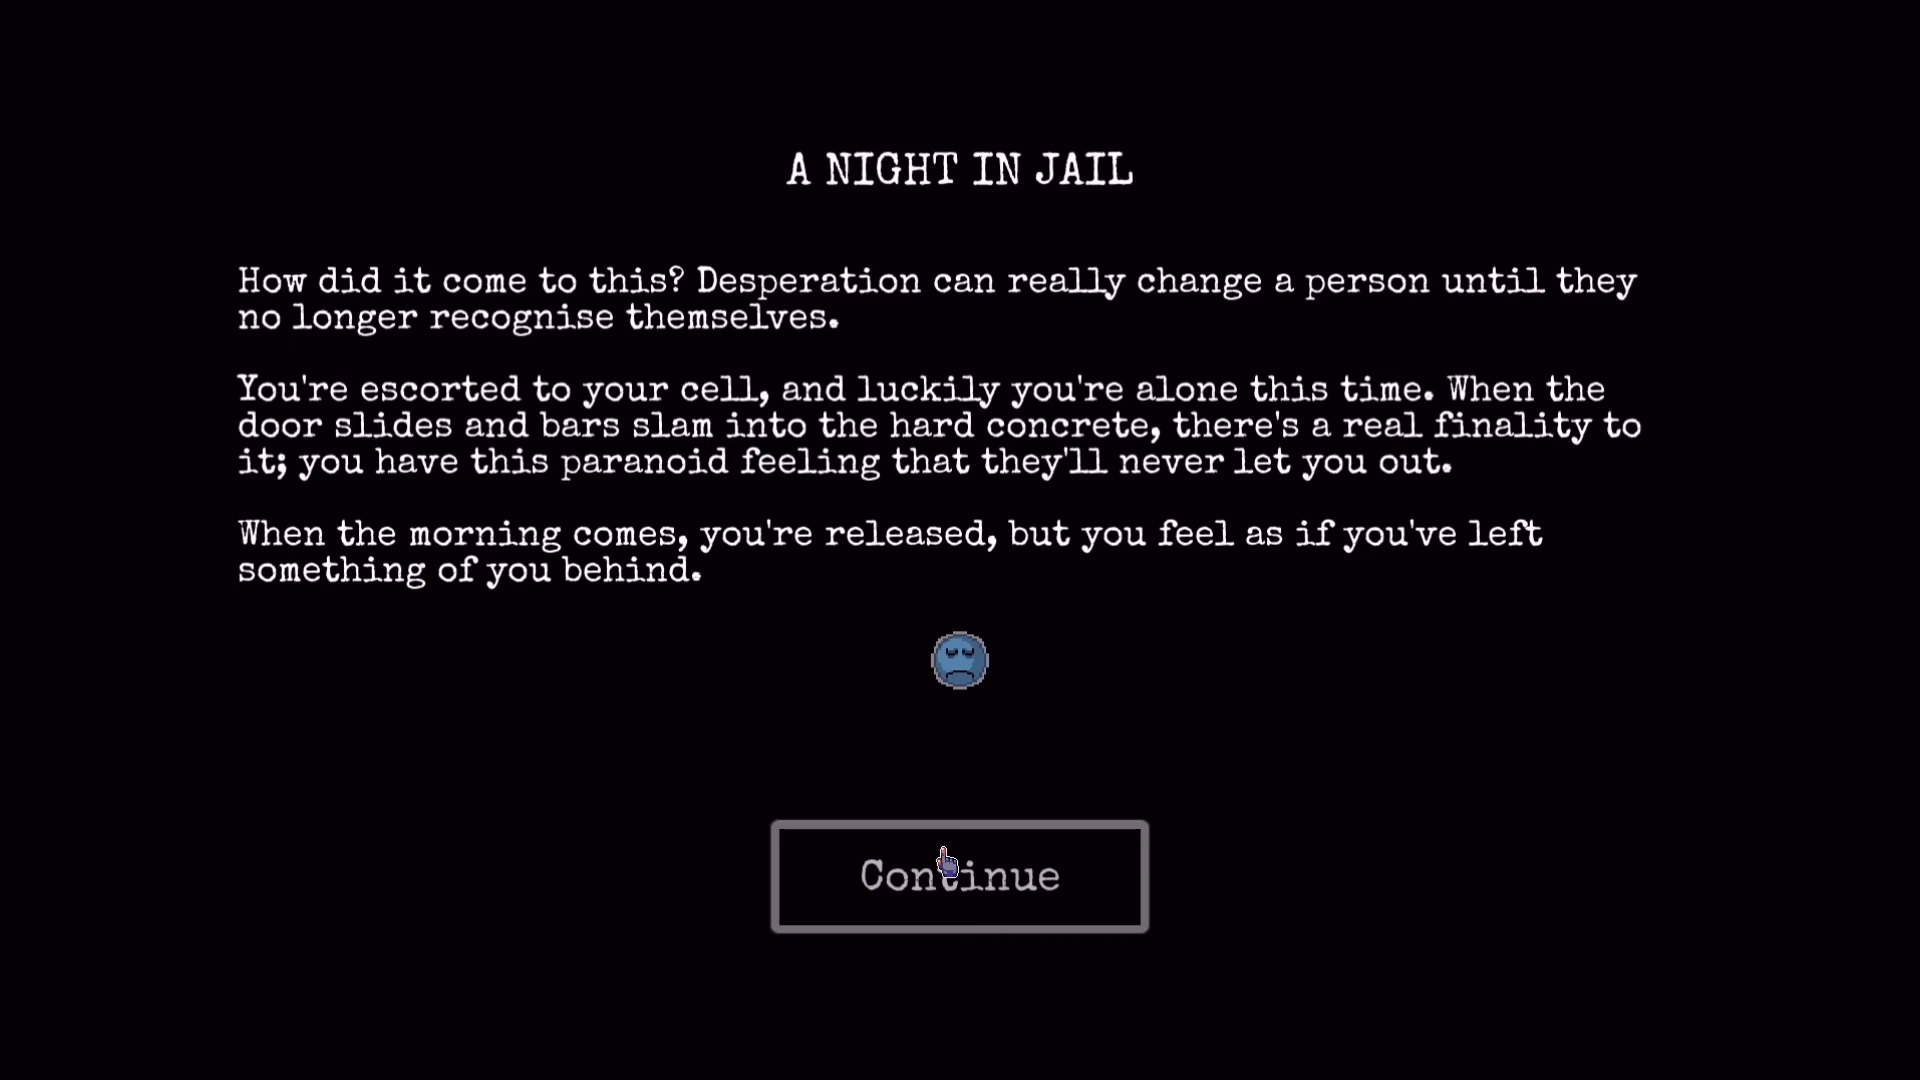 A NIGHT IN JAIL
How did it come to this? Desperation can really change a person until they
no longer recognise themselves.
You're escorted to your cell, and luckily you're alone this time. When the
door slides and bars slam into the hard concrete, there's a real finality to
it; you have this paranoid feeling that they'll never let you out.
When the morning comes, you're released, but you feel as if you've left
something of you behind.
Continue